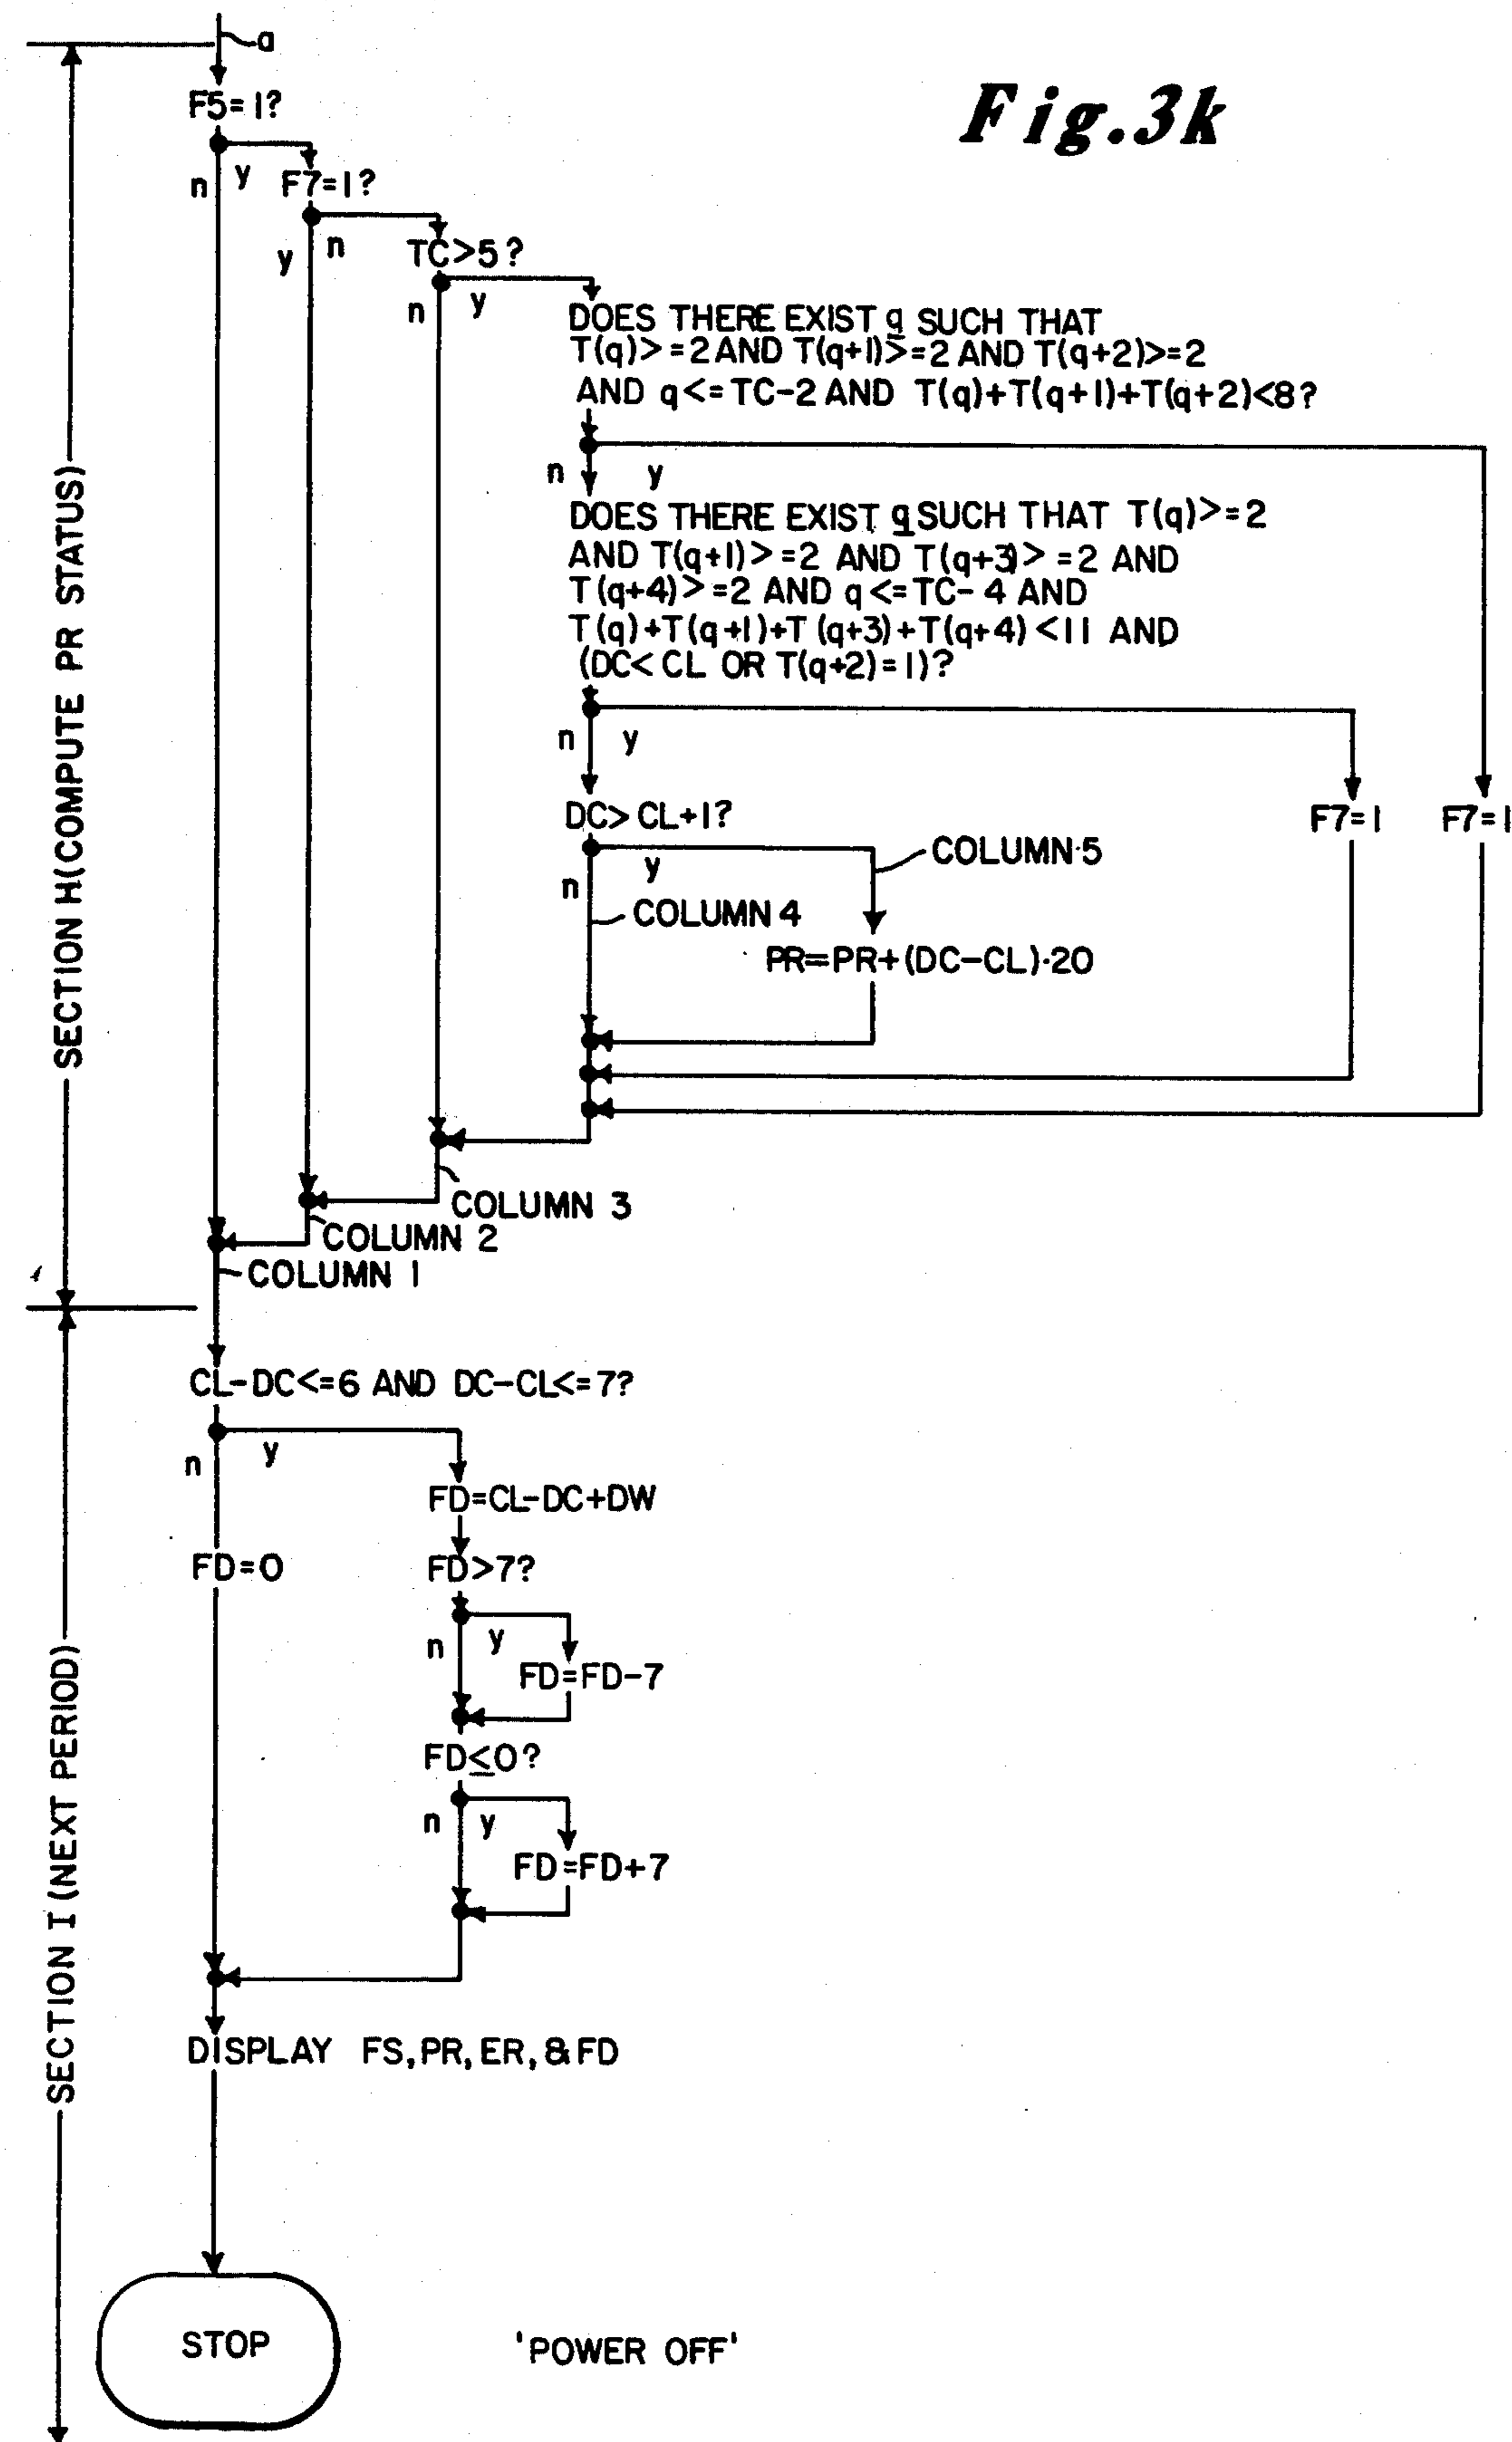 a
Fig.3k
F5=1?
n y F7=1?
y n TC>5?
n y
DOES THERE EXIST q SUCH THAT
T(q)>=2 AND T(q+1)>=2 AND T(q+2)>=2
AND q<=TC-2 AND T(q)+T(q+1)+T(q+2)<8?
n y
DOES THERE EXIST q SUCH THAT T(q)>=2
AND T(q+1)>=2 AND T(q+3)>=2 AND
T(q+4)>=2 AND q<=TC-4 AND
T(q)+T(q+1)+T(q+3)+T(q+4)<11 AND
(DC<CL OR T(q+2)=1)?
n y
DC>CL+1?
F7=1 F7=1
y COLUMN·5
n
COLUMN 4
PR=PR+(DC-CL)·20
COLUMN 3
COLUMN 2
COLUMN 1
SECTION H(COMPUTE PR STATUS)
CL-DC<=6 AND DC-CL<=7?
n y
FD=CL-DC+DW
FD=0 FD>7?
n y
FD=FD-7
FD≤0?
n y
FD=FD+7
DISPLAY FS,PR,ER,&FD
SECTION I(NEXT PERIOD)
STOP 'POWER OFF'